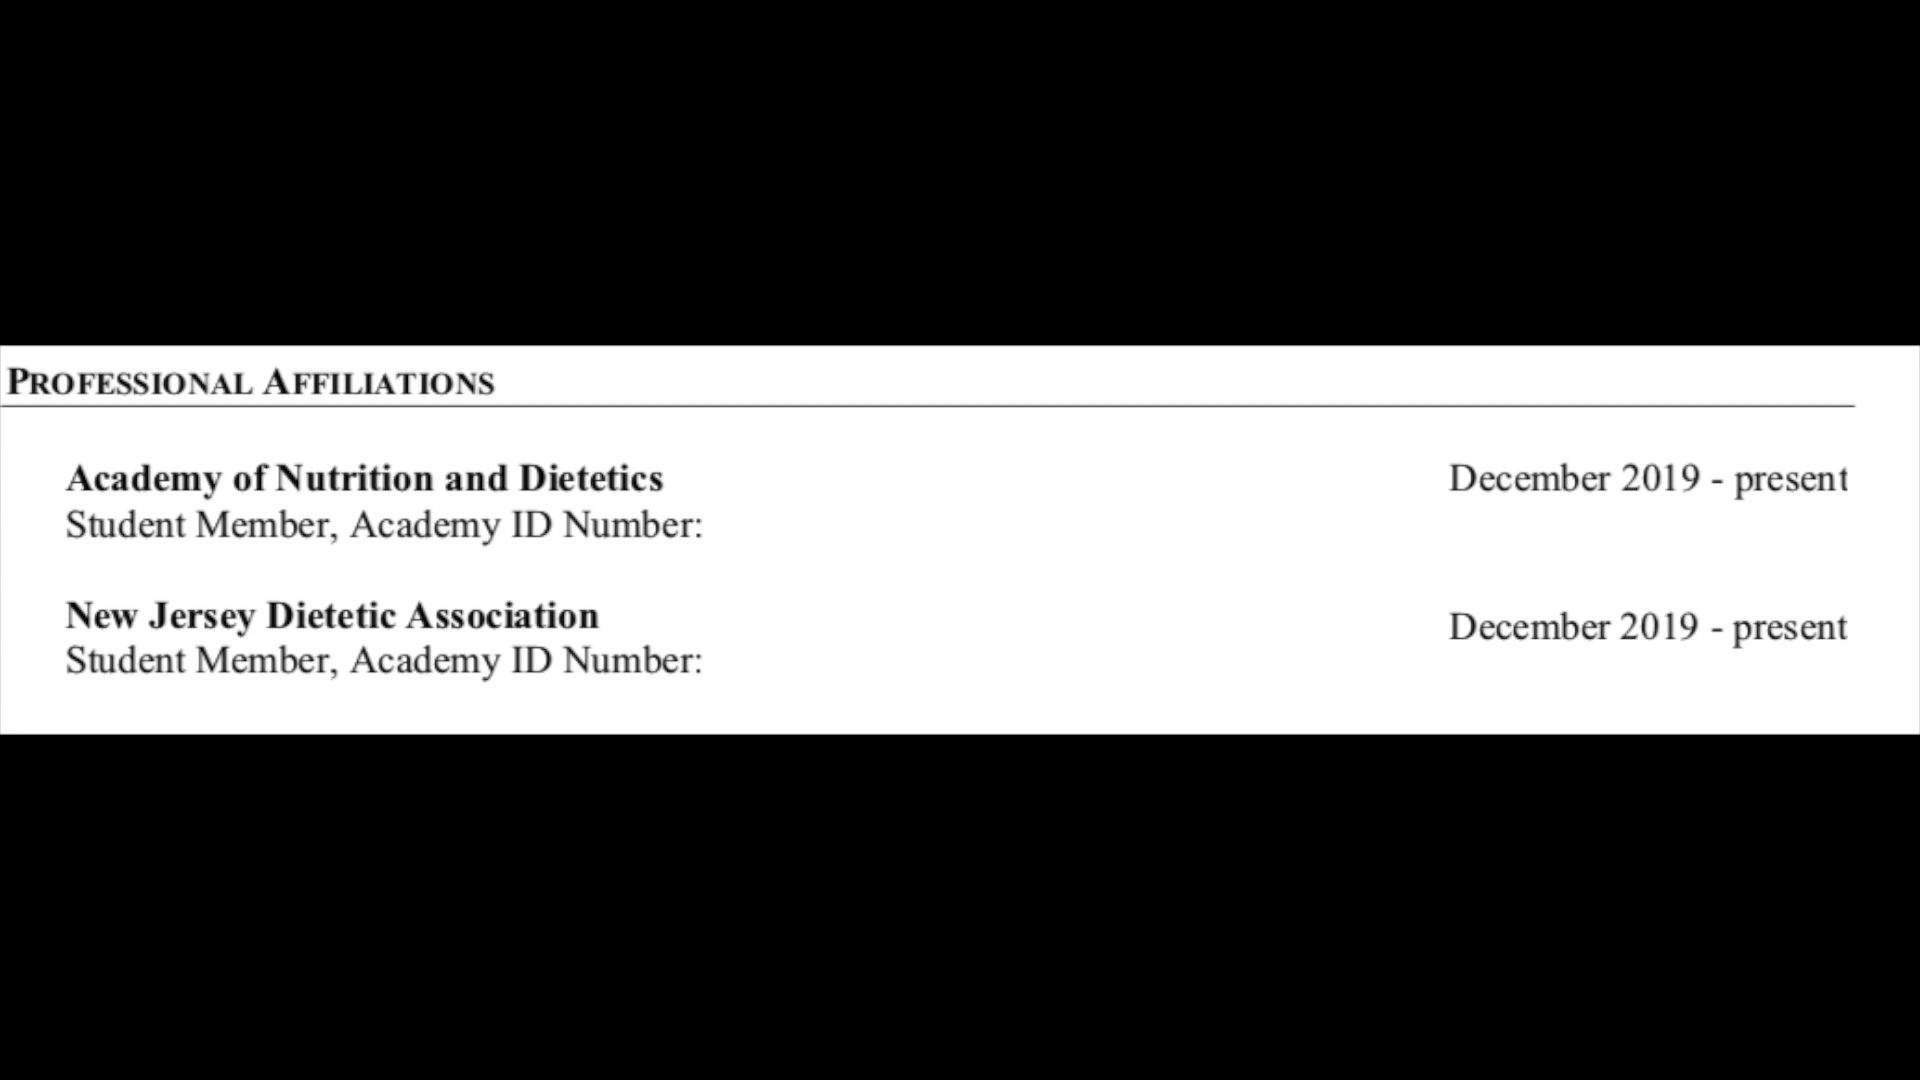 PROFESSIONAL AFFILIATIONS
Academy of Nutrition and Dietetics December 2019 - present
Student Member, Academy ID Number:
New Jersey Dietetic Association December 2019 - present
Student Member, Academy ID Number: